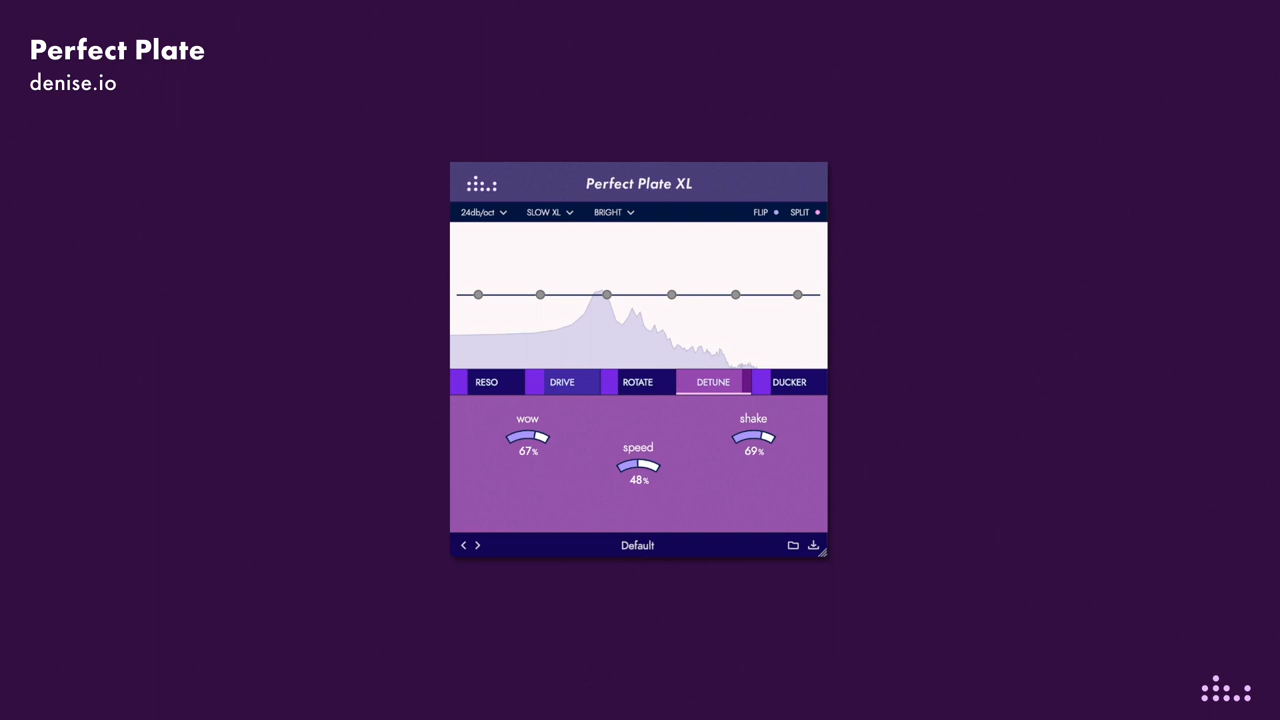 Perfect Plate
denise.io
Perfect Plate XL
24db/oct SLOW XL BRIGHT FLIP SPLIT
RESO DRIVE ROTATE DETUNE DUCKER
wow shake
67% 69%
speed
48%
Default